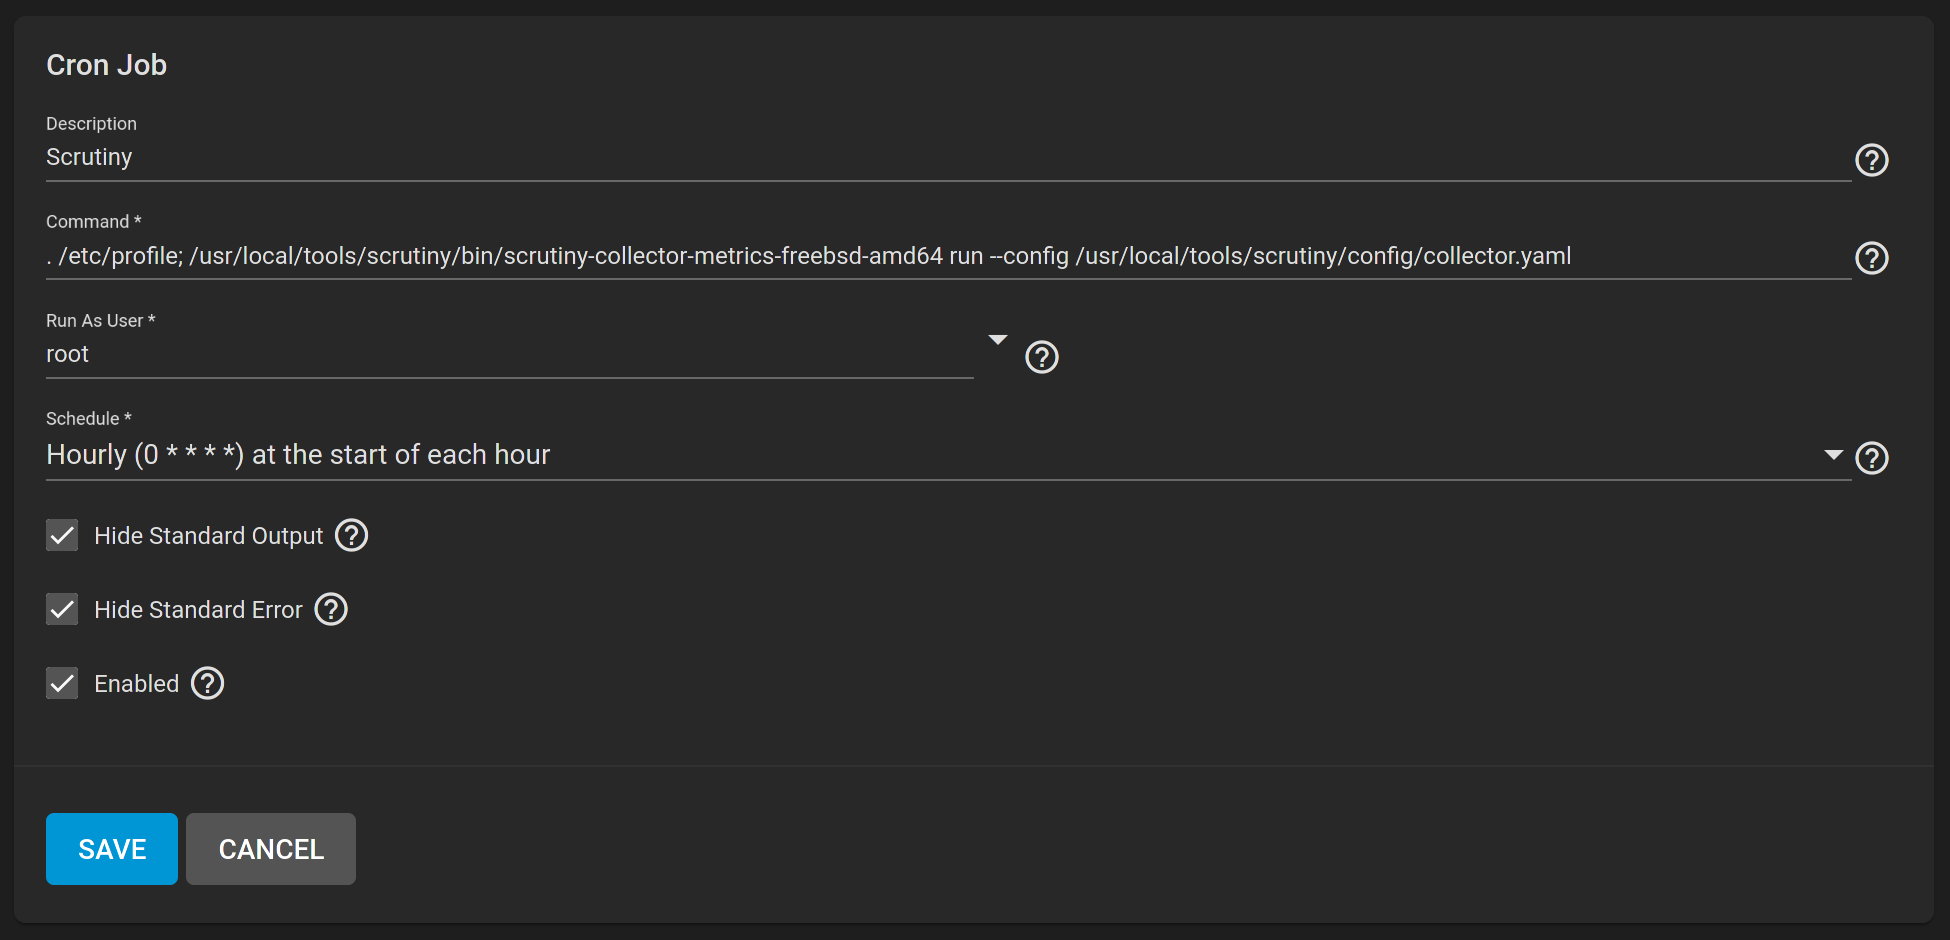 Cron Job
Description
Scrutiny
Command *
. /etc/profile; /usr/local/tools/scrutiny/bin/scrutiny-collector-metrics-freebsd-amd64 run --config /usr/local/tools/scrutiny/config/collector.yaml
Run As User *
root
Schedule *
Hourly (0 * * * *) at the start of each hour
Hide Standard Output
Hide Standard Error
Enabled
SAVE CANCEL